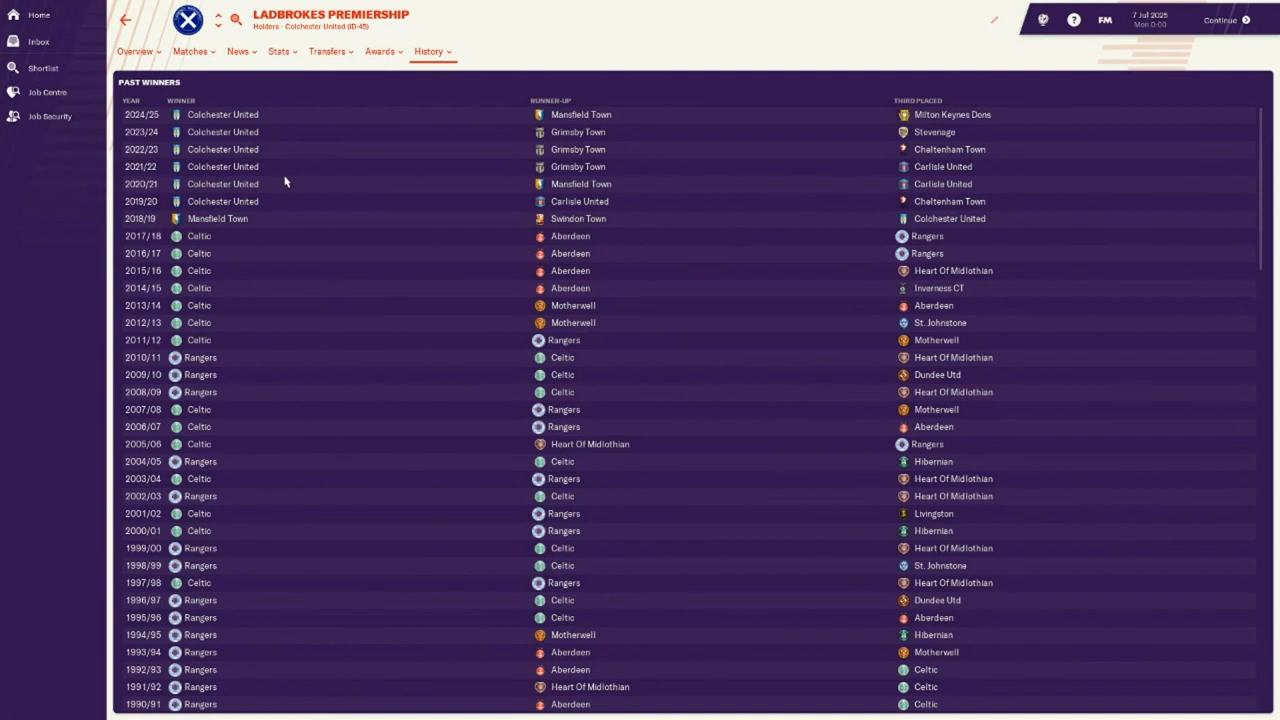 Home
Inbox
Shortlist
Job Centre
Job Security
LADBROKES PREMIERSHIP
Holders - Colchester United (ID:45)
? FM 7 Jul 2025 Mon 0:00 Continue
Overview Matches News Stats Transfers Awards History
PAST WINNERS
YEAR WINNER RUNNER-UP THIRD PLACED
2024/25 Colchester United Mansfield Town Milton Keynes Dons
2023/24 Colchester United Grimsby Town Stevenage
2022/23 Colchester United Grimsby Town Cheltenham Town
2021/22 Colchester United Grimsby Town Carlisle United
2020/21 Colchester United Mansfield Town Carlisle United
2019/20 Colchester United Carlisle United Cheltenham Town
2018/19 Mansfield Town Swindon Town Colchester United
2017/18 Celtic Aberdeen Rangers
2016/17 Celtic Aberdeen Rangers
2015/16 Celtic Aberdeen Heart Of Midlothian
2014/15 Celtic Aberdeen Inverness CT
2013/14 Celtic Motherwell Aberdeen
2012/13 Celtic Motherwell St. Johnstone
2011/12 Celtic Rangers Motherwell
2010/11 Rangers Celtic Heart Of Midlothian
2009/10 Rangers Celtic Dundee Utd
2008/09 Rangers Celtic Heart Of Midlothian
2007/08 Celtic Rangers Motherwell
2006/07 Celtic Rangers Aberdeen
2005/06 Celtic Heart Of Midlothian Rangers
2004/05 Rangers Celtic Hibernian
2003/04 Celtic Rangers Heart Of Midlothian
2002/03 Rangers Celtic Heart Of Midlothian
2001/02 Celtic Rangers Livingston
2000/01 Celtic Rangers Hibernian
1999/00 Rangers Celtic Heart Of Midlothian
1998/99 Rangers Celtic St. Johnstone
1997/98 Celtic Rangers Heart Of Midlothian
1996/97 Rangers Celtic Dundee Utd
1995/96 Rangers Celtic Aberdeen
1994/95 Rangers Motherwell Hibernian
1993/94 Rangers Aberdeen Motherwell
1992/93 Rangers Aberdeen Celtic
1991/92 Rangers Heart Of Midlothian Celtic
1990/91 Rangers Aberdeen Celtic